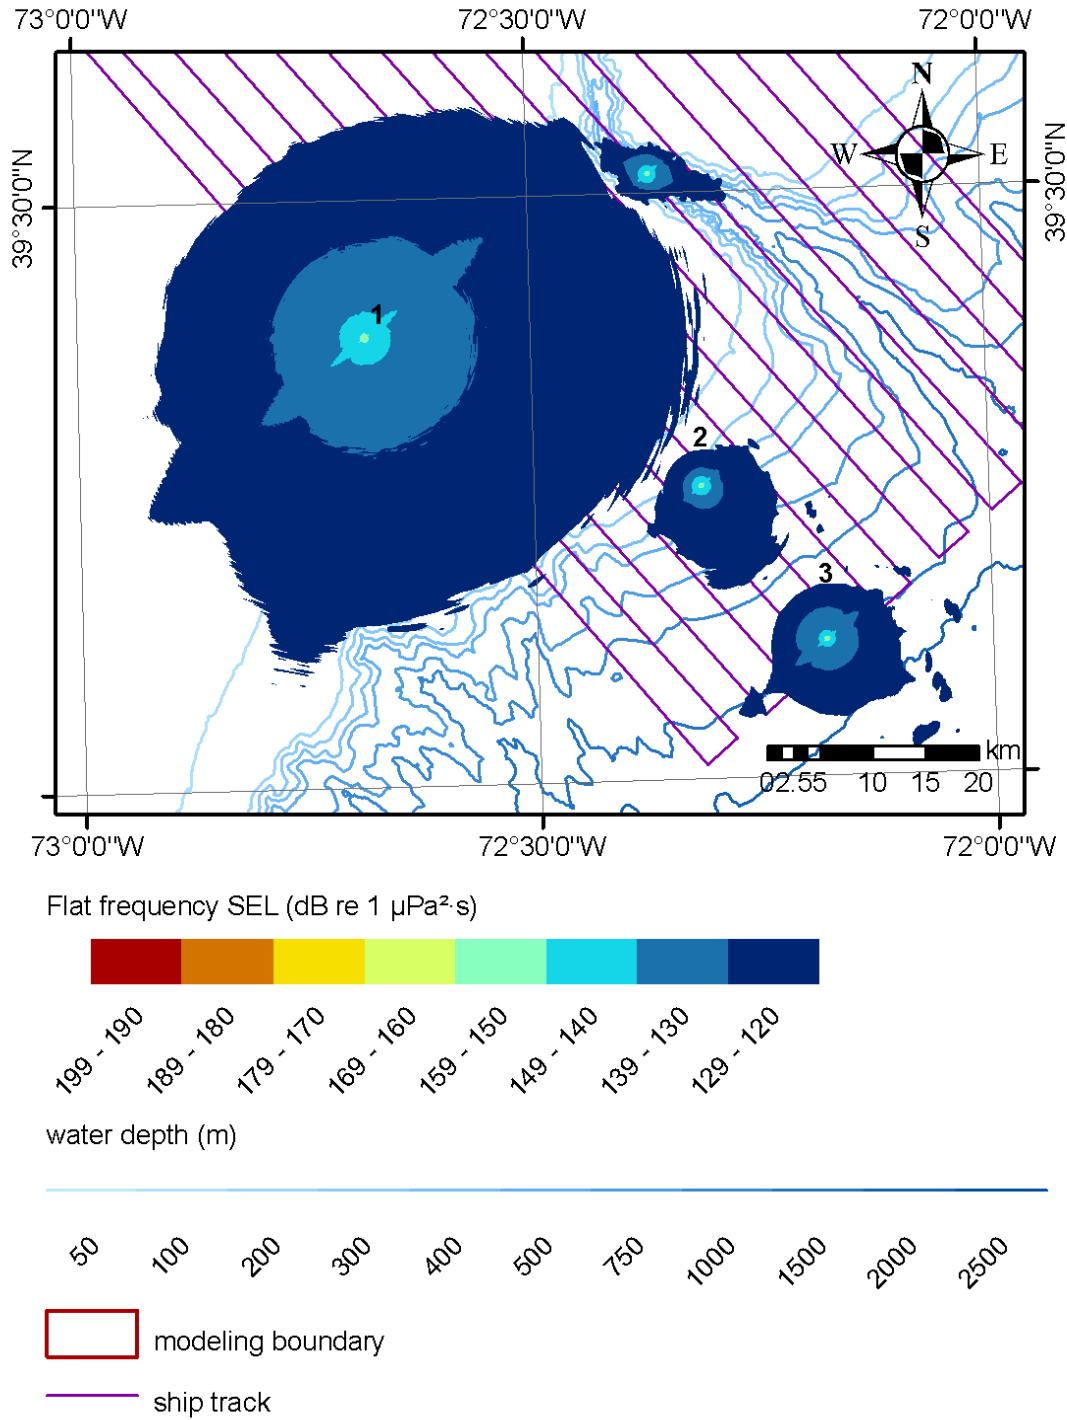 73°0'0"W 72°30'0"W 72°0'0"W
N
W E
S
39°30'0"N
39°30'0"N
1
2
3
km
02.55 10 15 20
73°0'0"W 72°30'0"W 72°0'0"W
Flat frequency SEL (dB re 1 µPa²·s)
199 - 190
189 - 180
179 - 170
169 - 160
159 - 150
149 - 140
139 - 130
129 - 120
water depth (m)
50
100
200
300
400
500
750
1000
1500
2000
2500
modeling boundary
ship track